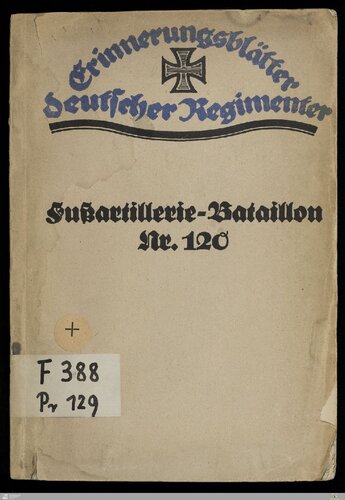 Erinnerungsblätter
deutscher Regimenter
Fußartillerie-Bataillon
Nr. 120
+
F 388
Pr 129